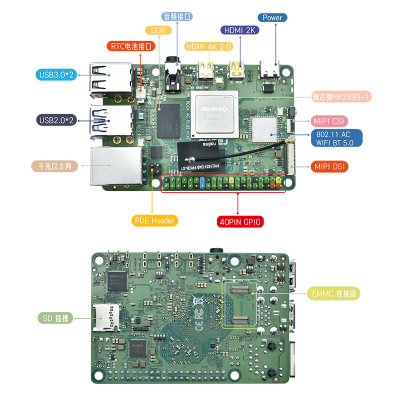 音频接口
Power
DDR
HDMI 4K 2.0
HDMI 2K
RTC电池接口
USB3.0*2
瑞芯微RK3399-T
USB2.0*2
MIPI CSI
802.11 AC
WIFI BT 5.0
千兆以太网
MIPI DSI
POE Header
40PIN GPIO
EMMC 连接器
SD 插槽